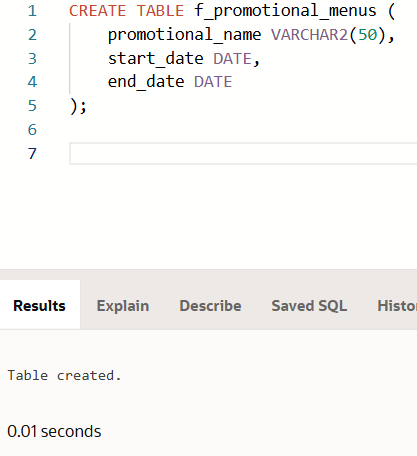 1 CREATE TABLE f_promotional_menus (
2 promotional_name VARCHAR2(50),
3 start_date DATE,
4 end_date DATE
5 );
6
7
Results Explain Describe Saved SQL Histo
Table created.
0.01 seconds